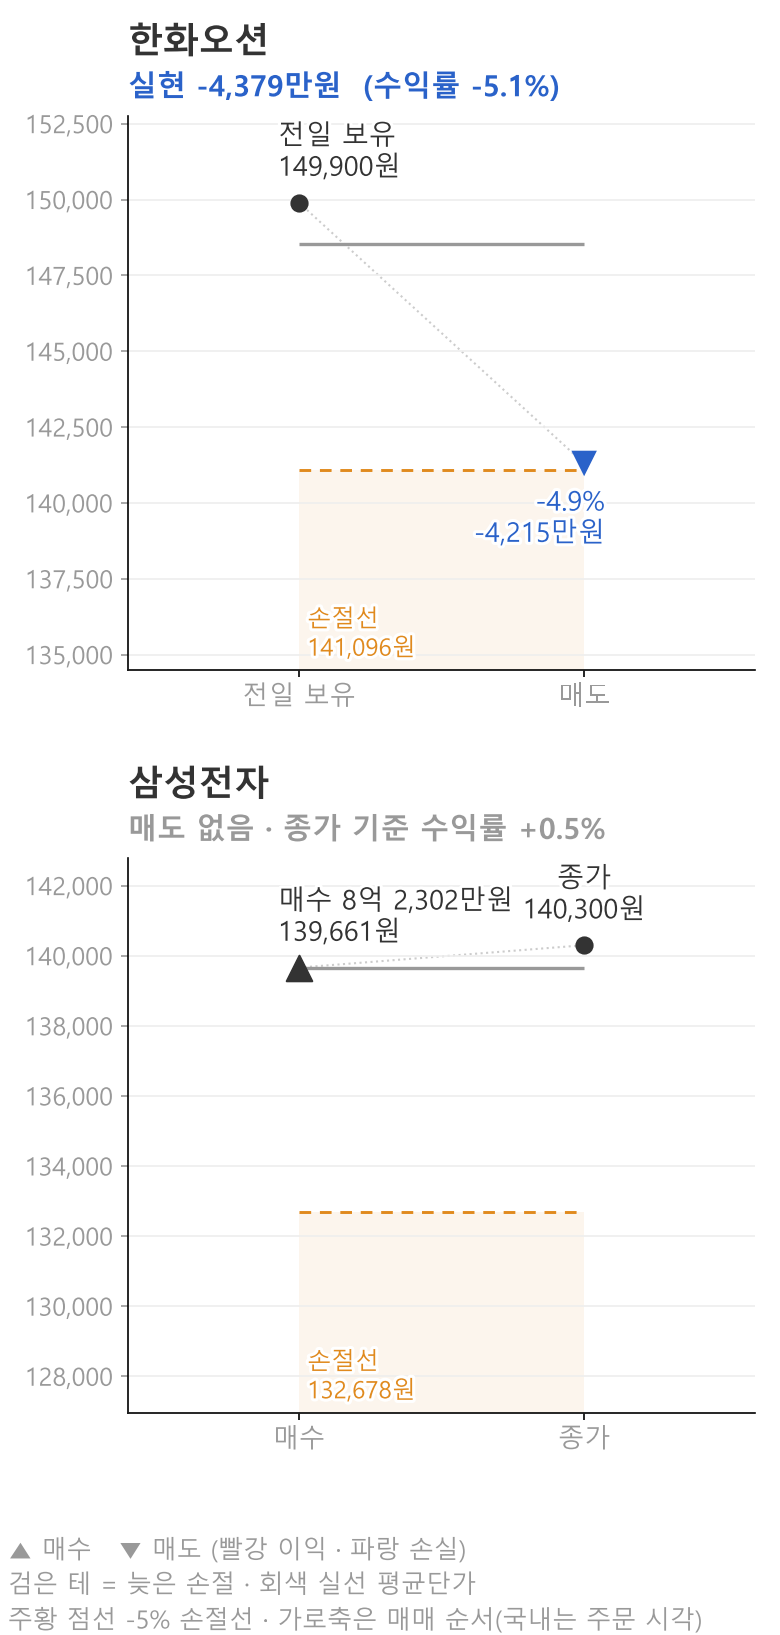 한화오션
실현 -4,379만원 (수익률 -5.1%)
152,500
전일 보유
149,900원
150,000
147,500
145,000
142,500
140,000
-4.9%
-4,215만원
137,500
손절선
141,096원
135,000
전일 보유 매도
삼성전자
매도 없음 · 종가 기준 수익률 +0.5%
142,000
종가
매수 8억 2,302만원 140,300원
139,661원
140,000
138,000
136,000
134,000
132,000
130,000
128,000
손절선
132,678원
매수 종가
▲ 매수 ▼ 매도 (빨강 이익 · 파랑 손실)
검은 테 = 늦은 손절 · 회색 실선 평균단가
주황 점선 -5% 손절선 · 가로축은 매매 순서(국내는 주문 시각)